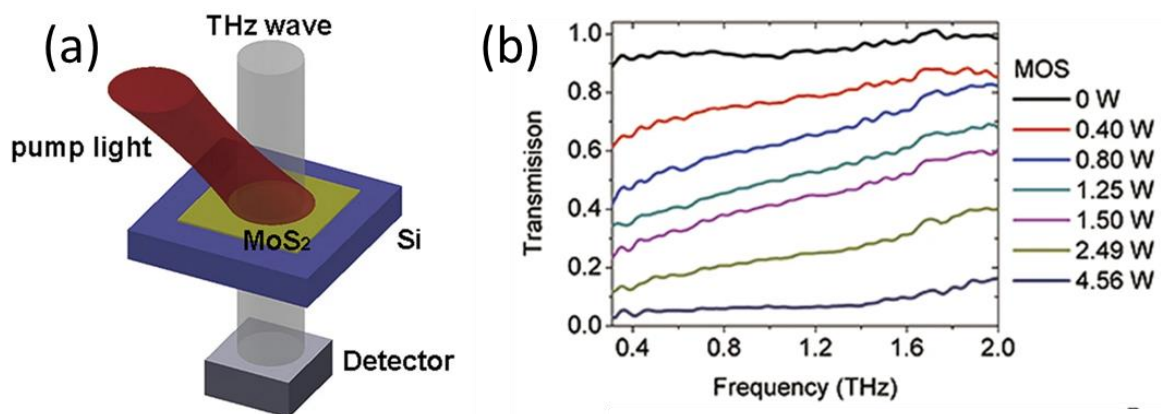 (a)
THz wave
pump light
MoS2
Si
Detector
(b)
1.0
0.8
0.6
0.4
0.2
0.0
Transmisison
0.4 0.8 1.2 1.6 2.0
Frequency (THz)
MOS
0 W
0.40 W
0.80 W
1.25 W
1.50 W
2.49 W
4.56 W